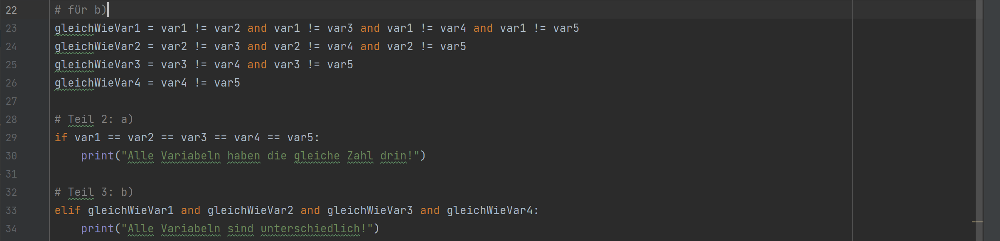 22 # für b)
23 gleichWieVar1 = var1 != var2 and var1 != var3 and var1 != var4 and var1 != var5
24 gleichWieVar2 = var2 != var3 and var2 != var4 and var2 != var5
25 gleichWieVar3 = var3 != var4 and var3 != var5
26 gleichWieVar4 = var4 != var5
27
28 # Teil 2: a)
29 if var1 == var2 == var3 == var4 == var5:
30     print("Alle Variabeln haben die gleiche Zahl drin!")
31
32 # Teil 3: b)
33 elif gleichWieVar1 and gleichWieVar2 and gleichWieVar3 and gleichWieVar4:
34     print("Alle Variabeln sind unterschiedlich!")